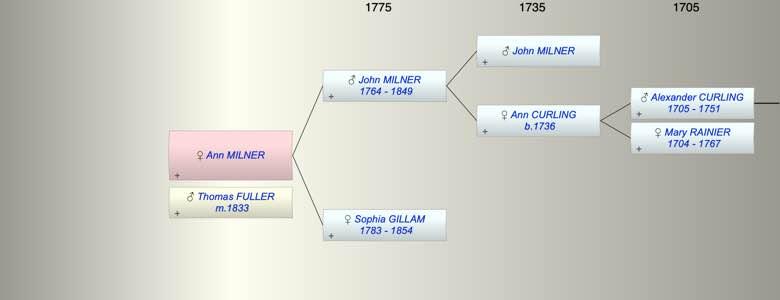 1775
1735
1705
♂ John MILNER
+
♂ John MILNER
1764 - 1849
+
♀ Ann CURLING
b.1736
+
♂ Alexander CURLING
1705 - 1751
+
♀ Mary RAINIER
1704 - 1767
+
♀ Ann MILNER
+
♂ Thomas FULLER
m.1833
+
♀ Sophia GILLAM
1783 - 1854
+